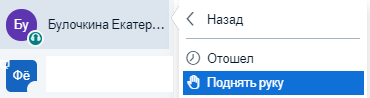 Бу
Булочкина Екатер...
Фё
Назад
Отошел
Поднять руку